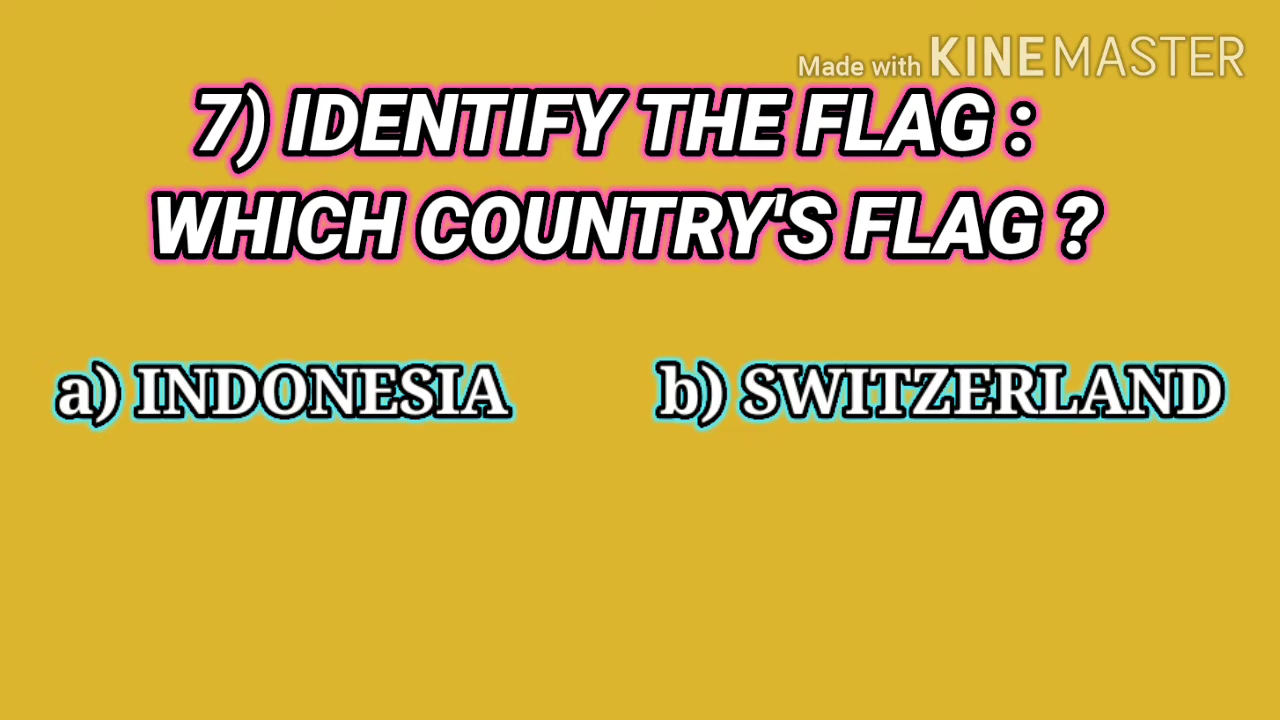 Made with KINEMASTER
7) IDENTIFY THE FLAG :
WHICH COUNTRY'S FLAG ?
a) INDONESIA b) SWITZERLAND